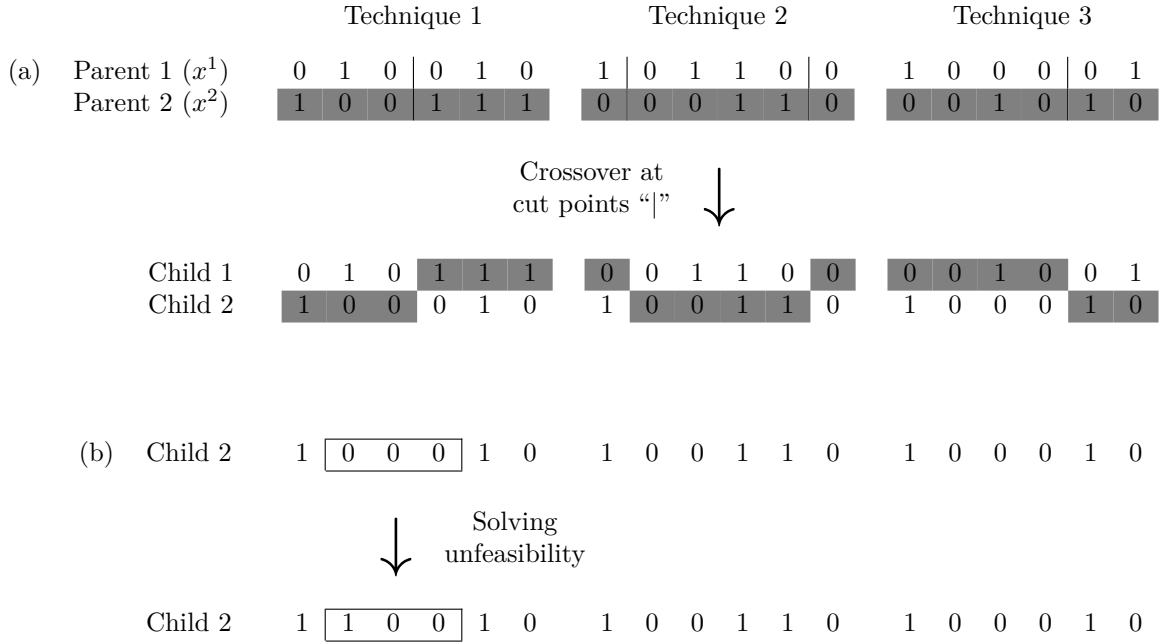 Technique 1 Technique 2 Technique 3
(a) Parent 1 (x¹) 0 1 0 0 1 0 1 0 1 1 0 0 1 0 0 0 0 1
Parent 2 (x²) 1 0 0 1 1 1 0 0 0 1 1 0 0 0 1 0 1 0
Crossover at
cut points “|”
Child 1 0 1 0 1 1 1 0 0 1 1 0 0 0 0 1 0 0 1
Child 2 1 0 0 0 1 0 1 0 0 1 1 0 1 0 0 0 1 0
(b) Child 2 1 0 0 0 1 0 1 0 0 1 1 0 1 0 0 0 1 0
Solving
unfeasibility
Child 2 1 1 0 0 1 0 1 0 0 1 1 0 1 0 0 0 1 0